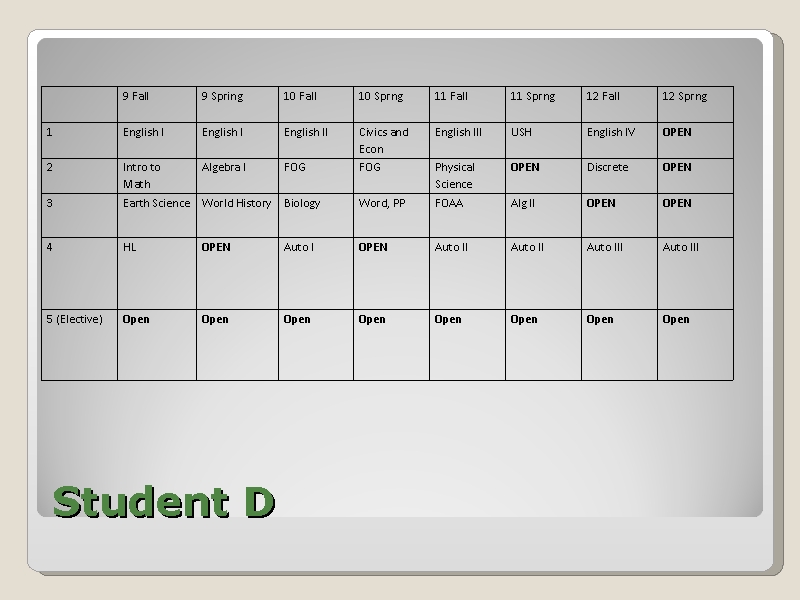 9 Fall 9 Spring 10 Fall 10 Sprng 11 Fall 11 Sprng 12 Fall 12 Sprng
1 English I English I English II Civics and Econ English III USH English IV OPEN
2 Intro to Math Algebra I FOG FOG Physical Science OPEN Discrete OPEN
3 Earth Science World History Biology Word, PP FOAA Alg II OPEN OPEN
4 HL OPEN Auto I OPEN Auto II Auto II Auto III Auto III
5 (Elective) Open Open Open Open Open Open Open Open
Student D